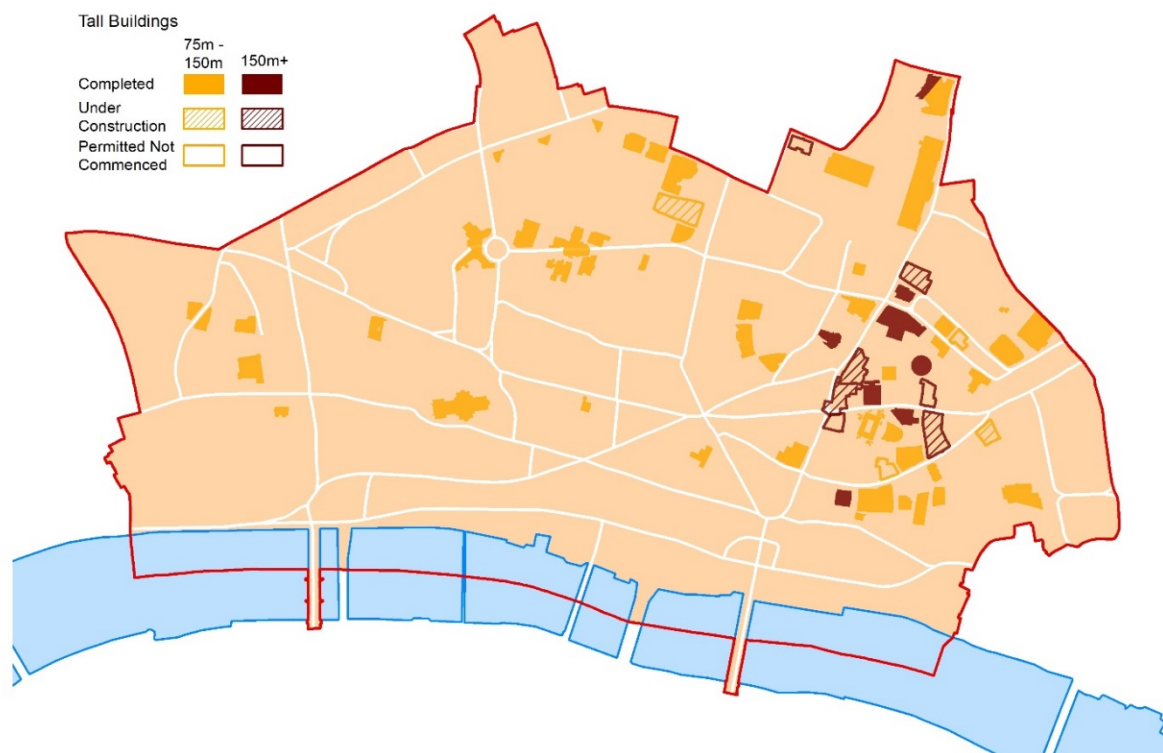 Tall Buildings
75m -
150m
150m+
Completed
Under
Construction
Permitted Not
Commenced